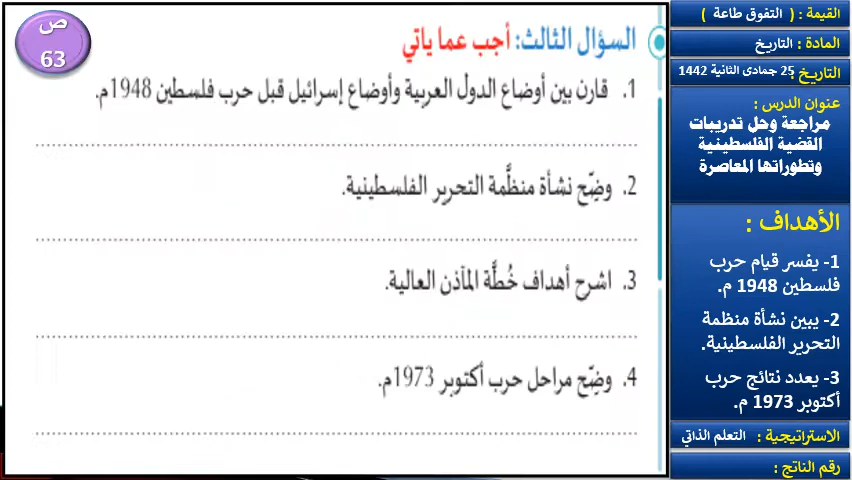 ص
63
السؤال الثالث: أجب عما يأتي
1. قارن بين أوضاع الدول العربية وأوضاع إسرائيل قبل حرب فلسطين 1948م.
2. وضِّح نشأة منظَّمة التحرير الفلسطينية.
3. اشرح أهداف خُطَّة المآذن العالية.
4. وضِّح مراحل حرب أكتوبر 1973م.
القيمة : ( التفوق طاعة )
المادة : التاريخ
التاريخ : 25 جمادى الثانية 1442
عنوان الدرس :
مراجعة وحل تدريبات
القضية الفلسطينية
وتطوراتها المعاصرة
الأهداف :
1- يفسر قيام حرب
فلسطين 1948 م.
2- يبين نشأة منظمة
التحرير الفلسطينية.
3- يعدد نتائج حرب
أكتوبر 1973 م.
الاستراتيجية : التعلم الذاتي
رقم الناتج :